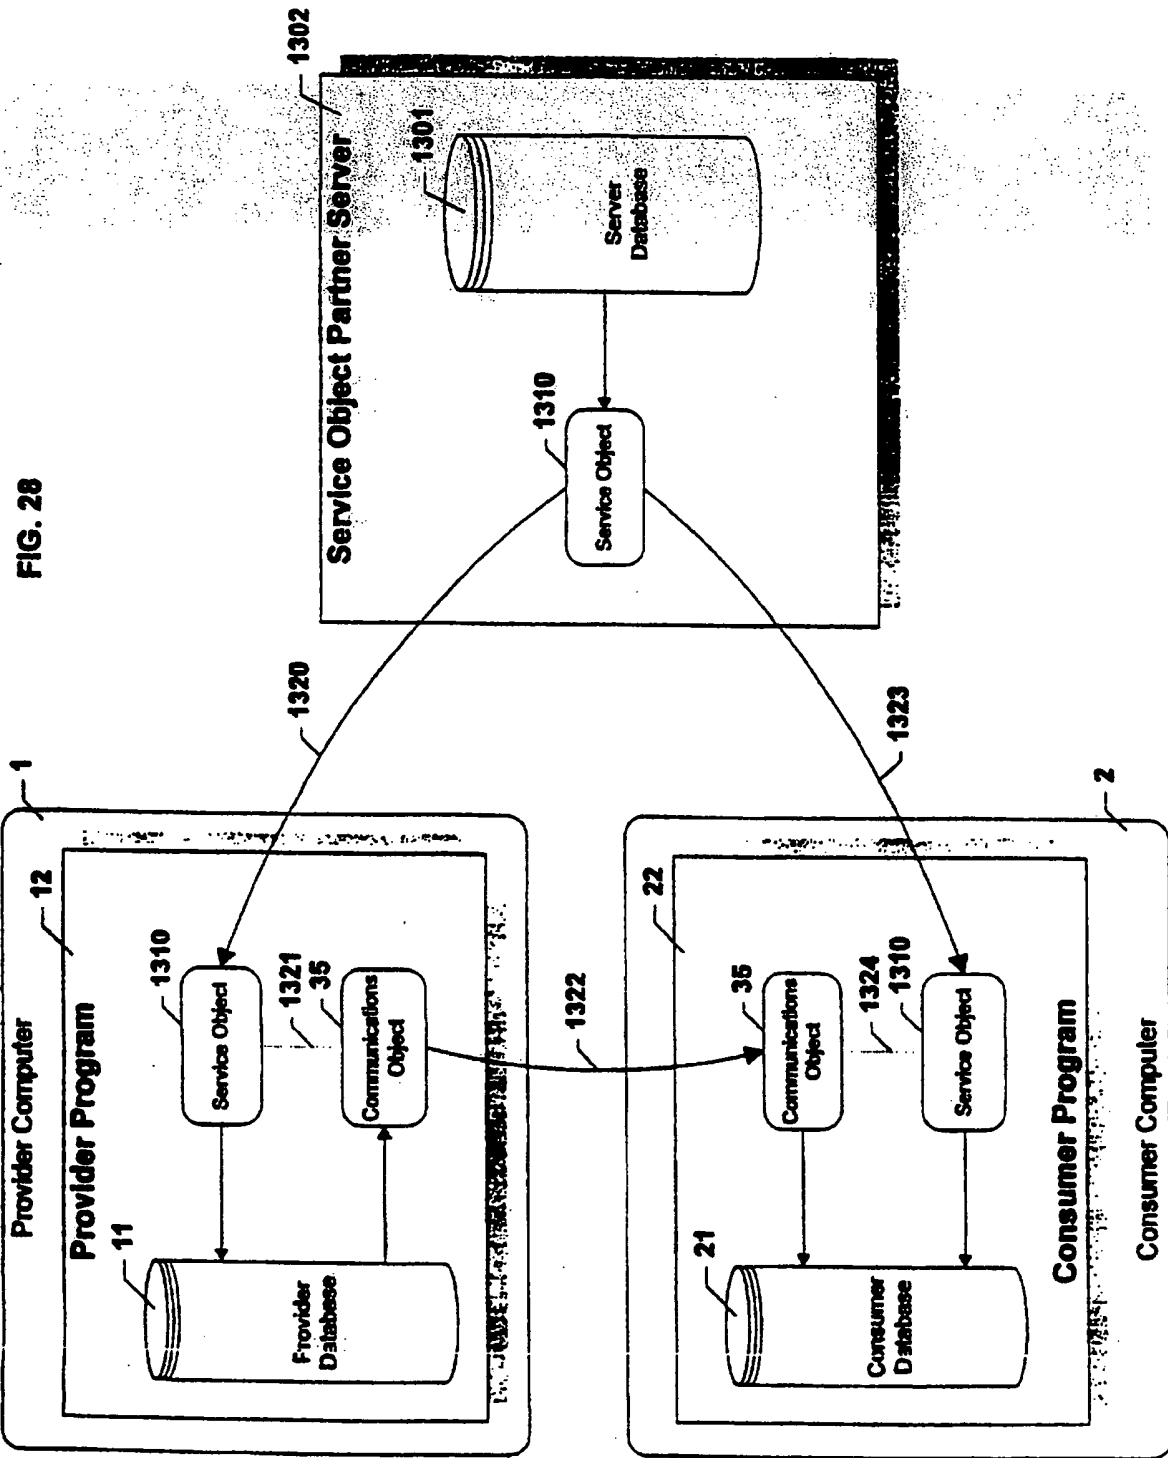 FIG. 28
Provider Computer
1
Provider Program
12
11
Provider
Database
Service Object
1310
1321
35
Communications
Object
1320
1322
Service Object Partner Server
1302
1301
Server
Database
Service Object
1310
1323
2
22
35
Communications
Object
1324
1310
Service Object
21
Consumer
Database
Consumer Program
Consumer Computer